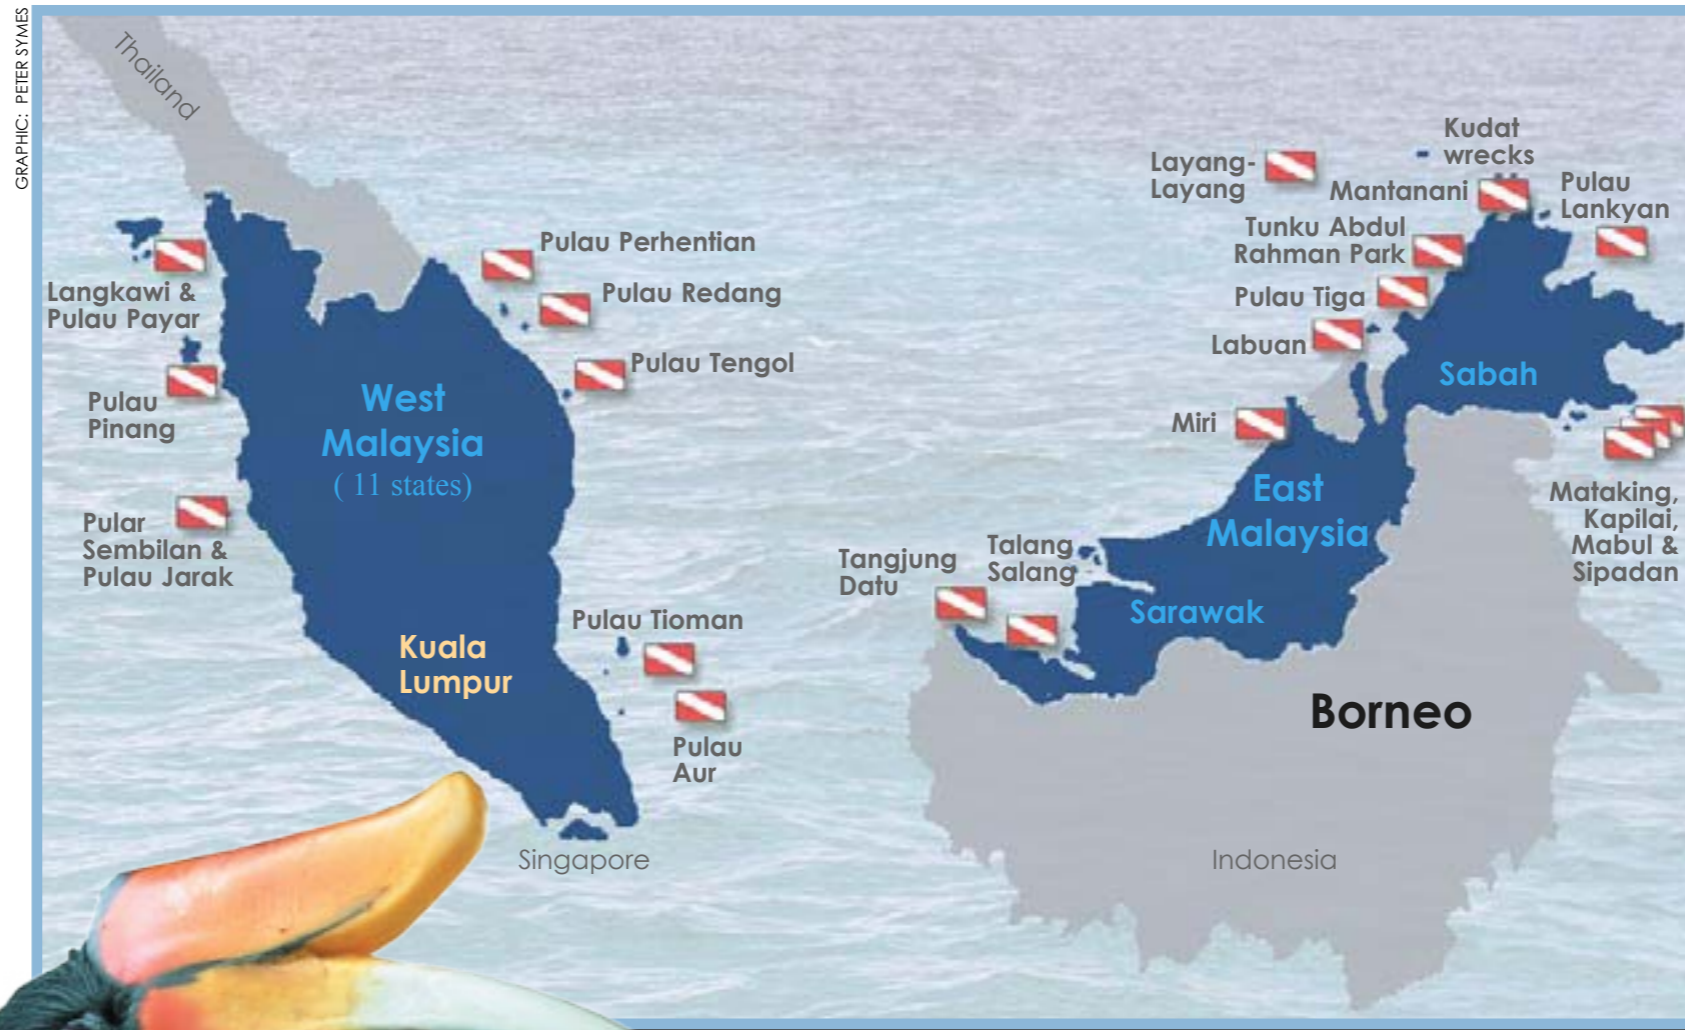 GRAPHIC: PETER SYMES
Thailand
Langkawi &
Pulau Payar
Pulau
Pinang
Pular
Sembilan &
Pulau Jarak
West
Malaysia
( 11 states)
Kuala
Lumpur
Pulau Perhentian
Pulau Redang
Pulau Tengol
Pulau Tioman
Pulau
Aur
Singapore
Layang-
Layang
Kudat
wrecks
Mantanani
Pulau
Lankyan
Tunku Abdul
Rahman Park
Pulau Tiga
Labuan
Sabah
Miri
East
Malaysia
Mataking,
Kapilai,
Mabul &
Sipadan
Tangjung
Datu
Talang
Salang
Sarawak
Borneo
Indonesia